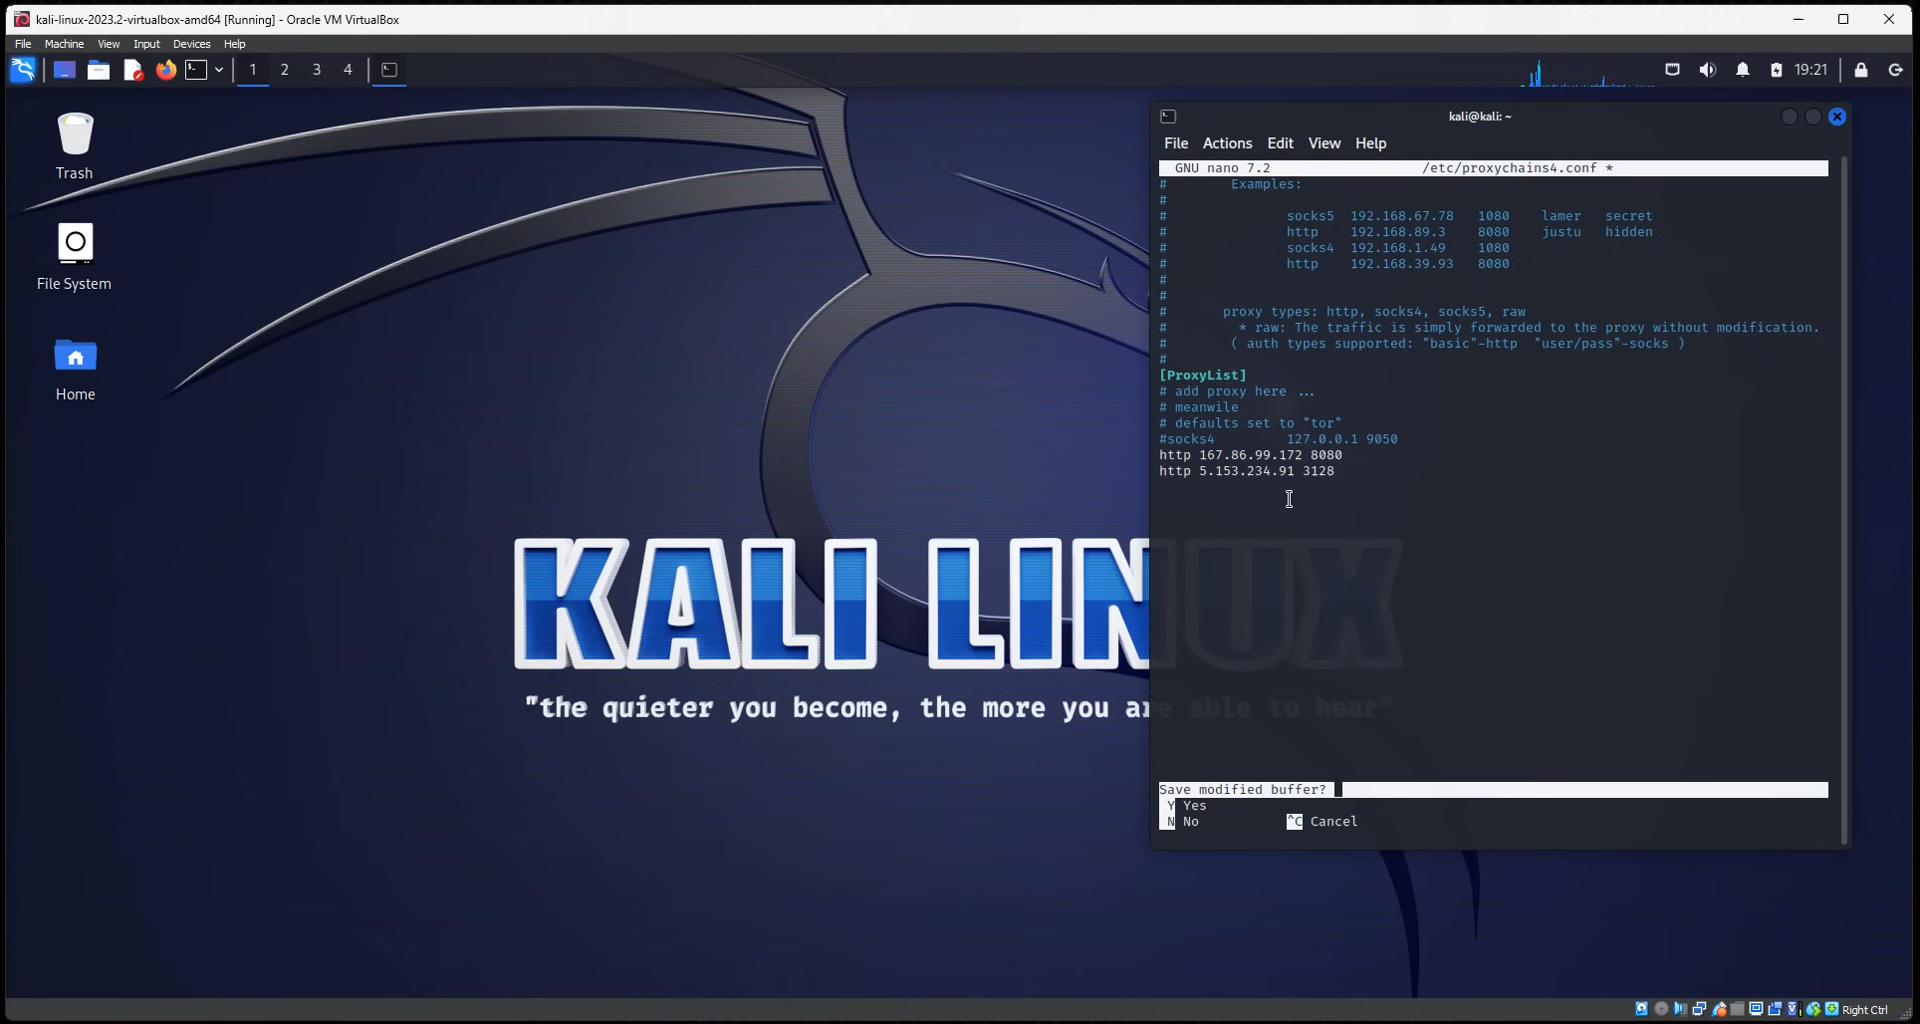 kali-linux-2023.2-virtualbox-amd64 [Running] - Oracle VM VirtualBox
File Machine View Input Devices Help
1 2 3 4 19:21
Trash
File System
Home
kali@kali: ~
File Actions Edit View Help
GNU nano 7.2 /etc/proxychains4.conf *
# Examples:
#
# socks5 192.168.67.78 1080 lamer secret
# http 192.168.89.3 8080 justu hidden
# socks4 192.168.1.49 1080
# http 192.168.39.93 8080
#
#
# proxy types: http, socks4, socks5, raw
# * raw: The traffic is simply forwarded to the proxy without modification.
# ( auth types supported: "basic"-http "user/pass"-socks )
#
[ProxyList]
# add proxy here ...
# meanwile
# defaults set to "tor"
#socks4 127.0.0.1 9050
http 167.86.99.172 8080
http 5.153.234.91 3128
Save modified buffer?
Y Yes
N No ^C Cancel
KALI LINUX
"the quieter you become, the more you are able to hear"
Right Ctrl